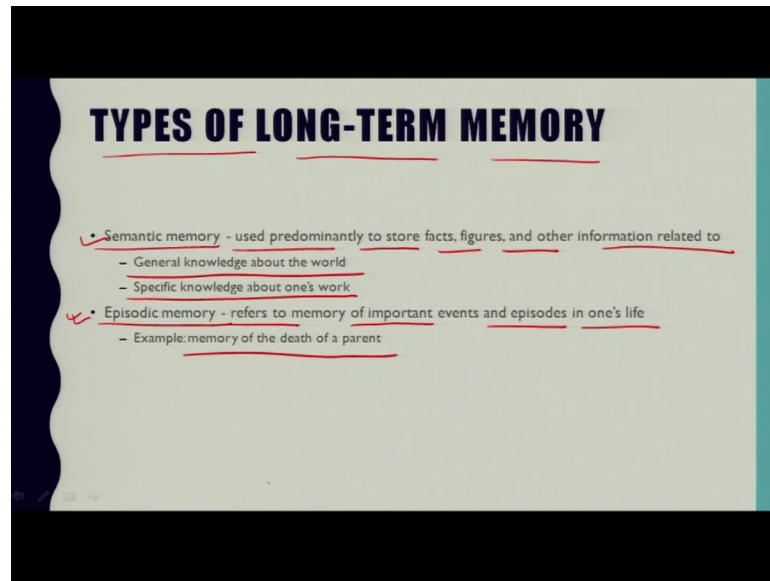 TYPES OF LONG-TERM MEMORY
• Semantic memory - used predominantly to store facts, figures, and other information related to
– General knowledge about the world
– Specific knowledge about one's work
• Episodic memory - refers to memory of important events and episodes in one's life
– Example: memory of the death of a parent